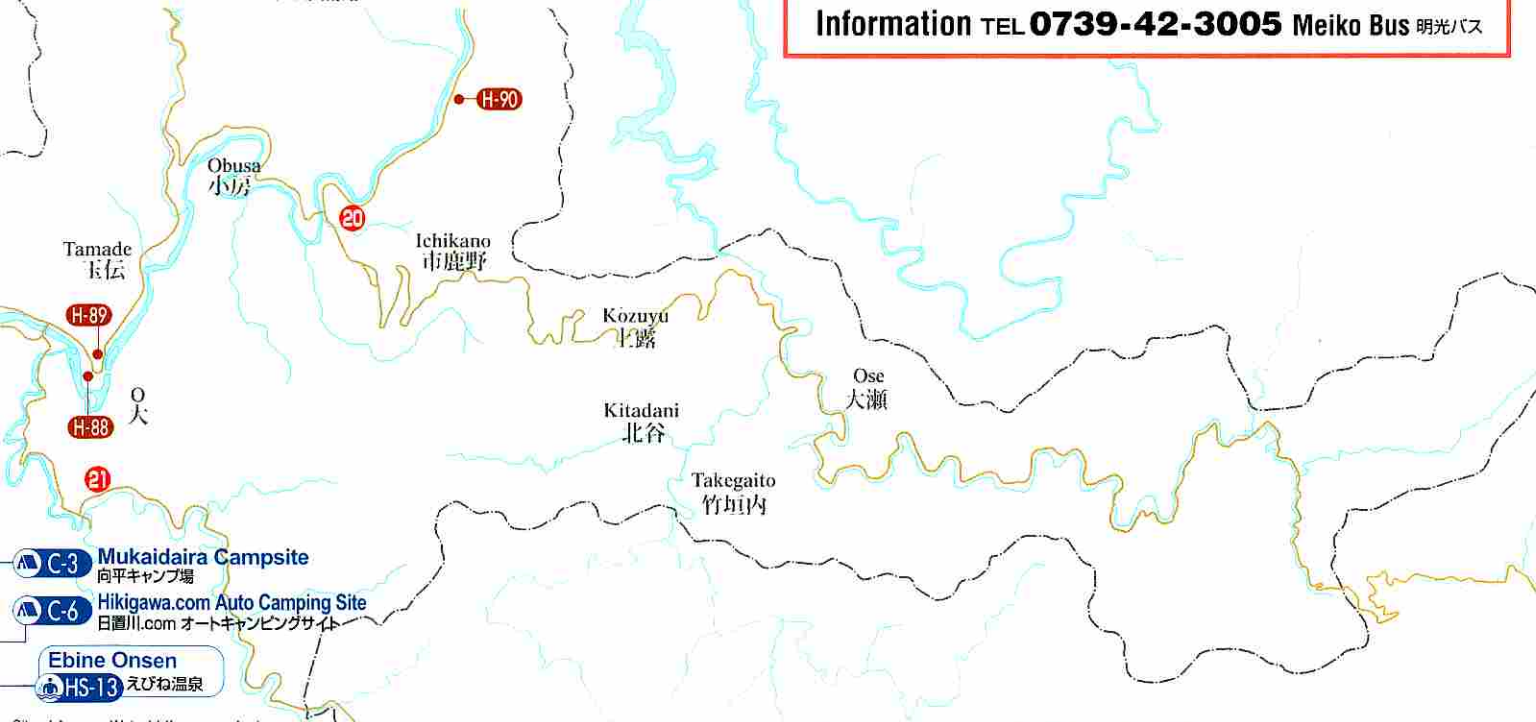 Information TEL 0739-42-3005 Meiko Bus 明光バス
H-90
Obusa
小房
20
Tamade
玉伝
Ichikano
市鹿野
H-89
Kozuyu
上露
O
大
Ose
大瀬
H-88
Kitadani
北谷
21
Takegaito
竹垣内
C-3 Mukaidaira Campsite
向平キャンプ場
C-6 Hikigawa.com Auto Camping Site
日置川.com オートキャンピングサイト
Ebine Onsen
HS-13 えびね温泉